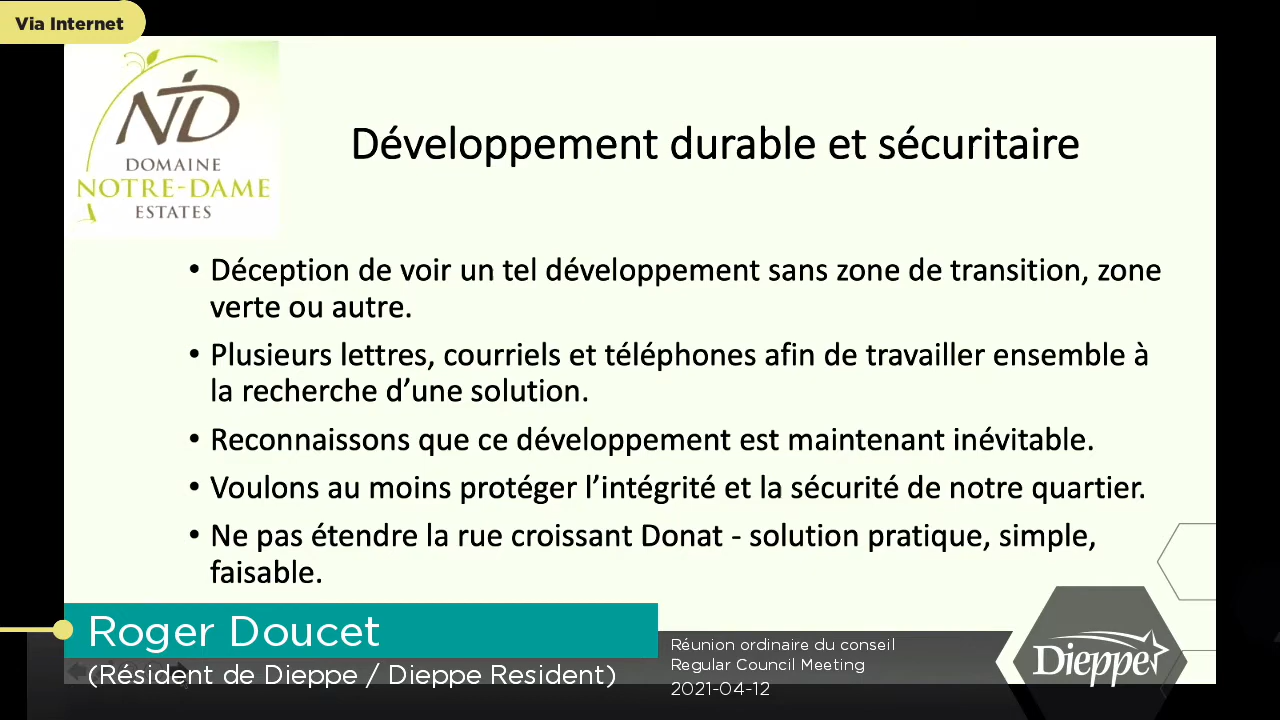 Via Internet
ND
DOMAINE
NOTRE-DAME
ESTATES
Développement durable et sécuritaire
• Déception de voir un tel développement sans zone de transition, zone
verte ou autre.
• Plusieurs lettres, courriels et téléphones afin de travailler ensemble à
la recherche d’une solution.
• Reconnaissons que ce développement est maintenant inévitable.
• Voulons au moins protéger l’intégrité et la sécurité de notre quartier.
• Ne pas étendre la rue croissant Donat - solution pratique, simple,
faisable.
Roger Doucet
(Résident de Dieppe / Dieppe Resident)
Réunion ordinaire du conseil
Regular Council Meeting
2021-04-12
Dieppe